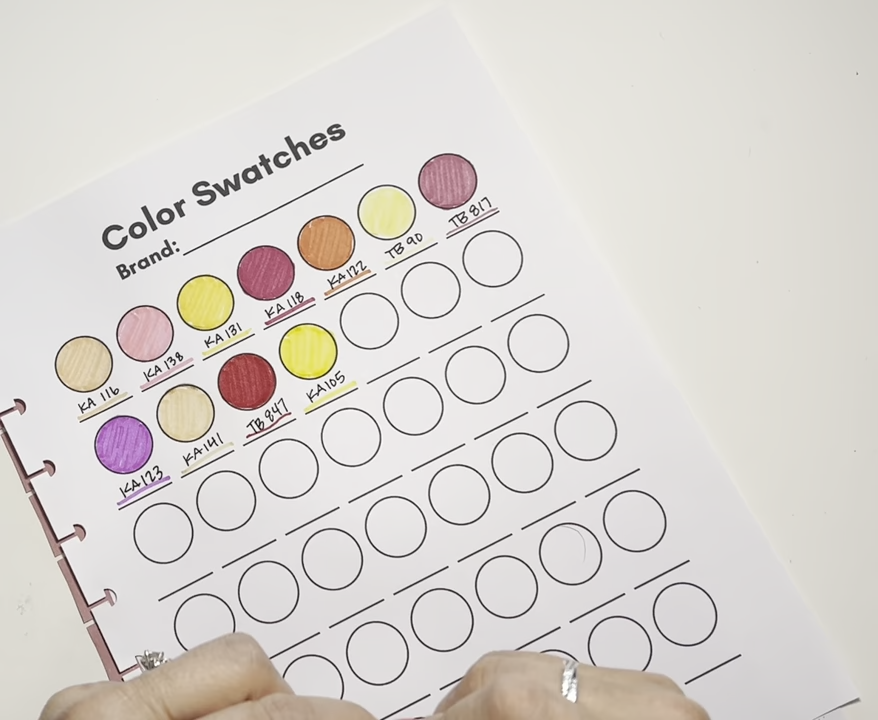 Color Swatches
Brand:
KA 116 KA 138 KA 131 KA 118 KA 122 TB 90 TB 817
KA 123 KA 141 TB 847 KA 105